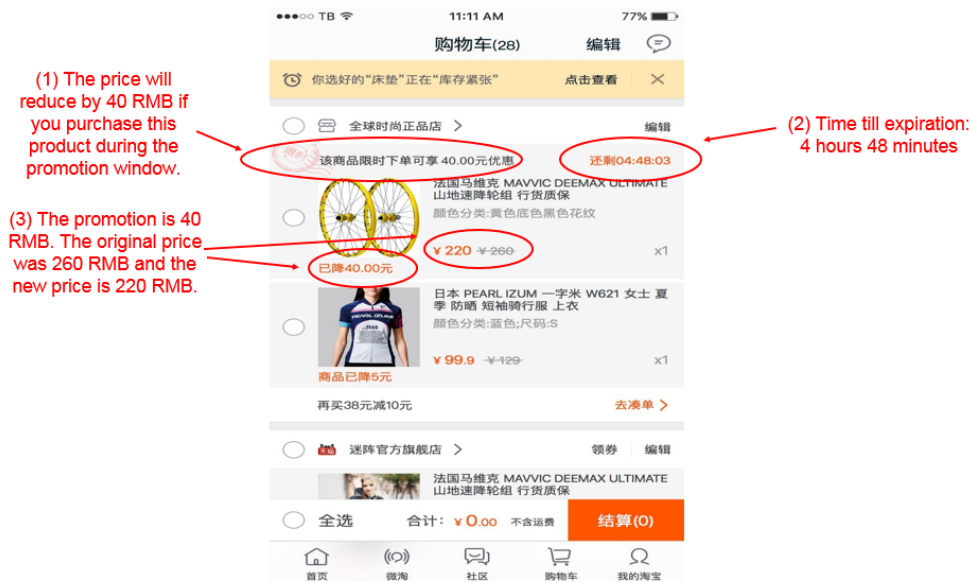 TB
11:11 AM
77%
购物车(28)
编辑
你选好的“床垫”正在“库存紧张”
点击查看
(1) The price will
reduce by 40 RMB if
you purchase this
product during the
promotion window.
全球时尚正品店
编辑
(2) Time till expiration:
4 hours 48 minutes
该商品限时下单可享 40.00元优惠
还剩04:48:03
法国马维克 MAVVIC DEEMAX ULTIMATE
山地速降轮组 行货质保
颜色分类:黄色底色黑色花纹
(3) The promotion is 40
RMB. The original price
was 260 RMB and the
new price is 220 RMB.
¥ 220 ¥ 260
x1
已降40.00元
日本 PEARL IZUM 一字米 W621 女士 夏
季 防晒 短袖骑行服 上衣
颜色分类:蓝色;尺码:S
¥ 99.9 ¥ 129
x1
商品已降5元
再买38元减10元
去凑单
迷阵官方旗舰店
领券
编辑
法国马维克 MAVVIC DEEMAX ULTIMATE
山地速降轮组 行货质保
全选
合计: ¥ 0.00 不含运费
结算(0)
首页
微淘
社区
购物车
我的淘宝